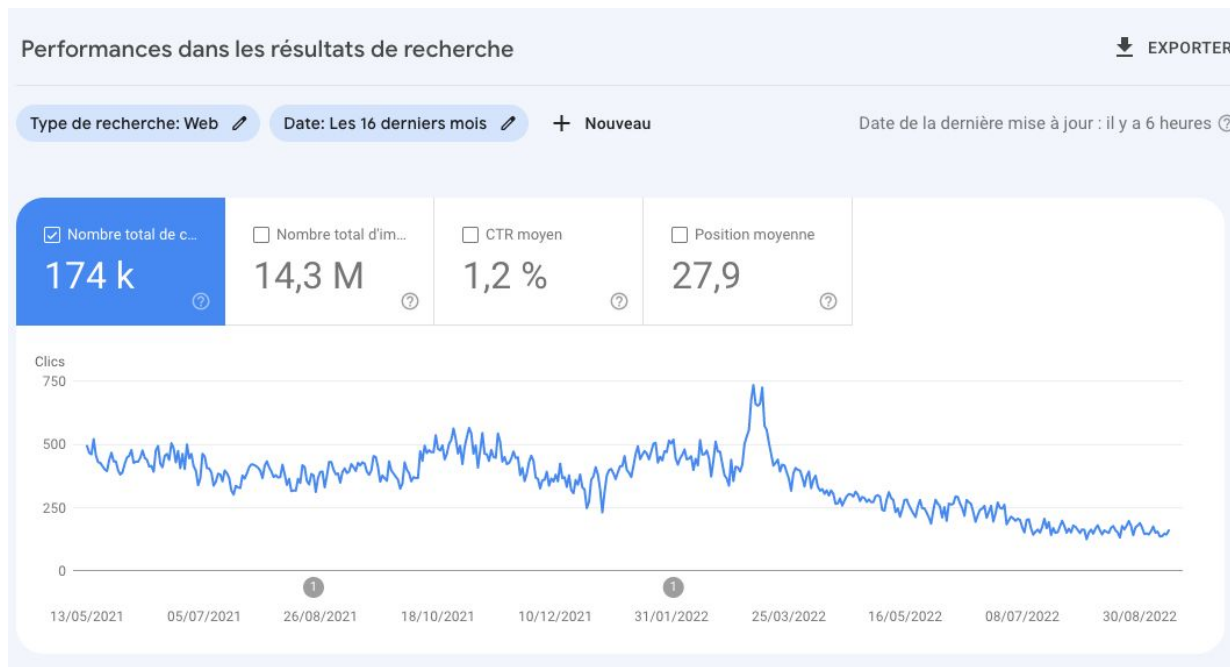 Performances dans les résultats de recherche
EXPORTER
Type de recherche: Web
Date: Les 16 derniers mois
+ Nouveau
Date de la dernière mise à jour : il y a 6 heures
Nombre total de c...
Nombre total d'im...
CTR moyen
Position moyenne
174 k
14,3 M
1,2 %
27,9
Clics
750
500
250
0
1
1
13/05/2021
05/07/2021
26/08/2021
18/10/2021
10/12/2021
31/01/2022
25/03/2022
16/05/2022
08/07/2022
30/08/2022